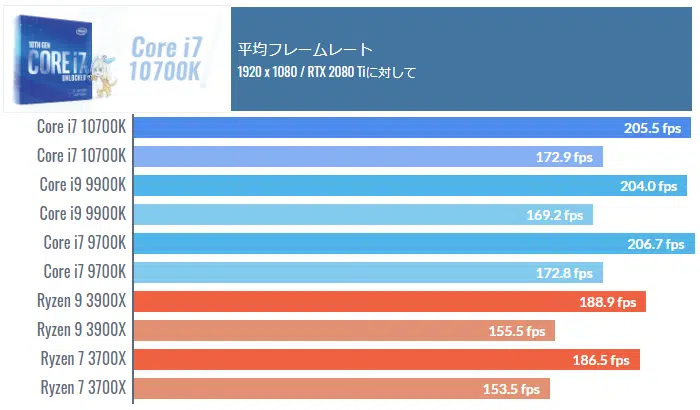 10TH GEN
CORE i7
UNLOCKED
Core i7
10700K
平均フレームレート
1920 x 1080 / RTX 2080 Tiに対して
Core i7 10700K 205.5 fps
Core i7 10700K 172.9 fps
Core i9 9900K 204.0 fps
Core i9 9900K 169.2 fps
Core i7 9700K 206.7 fps
Core i7 9700K 172.8 fps
Ryzen 9 3900X 188.9 fps
Ryzen 9 3900X 155.5 fps
Ryzen 7 3700X 186.5 fps
Ryzen 7 3700X 153.5 fps